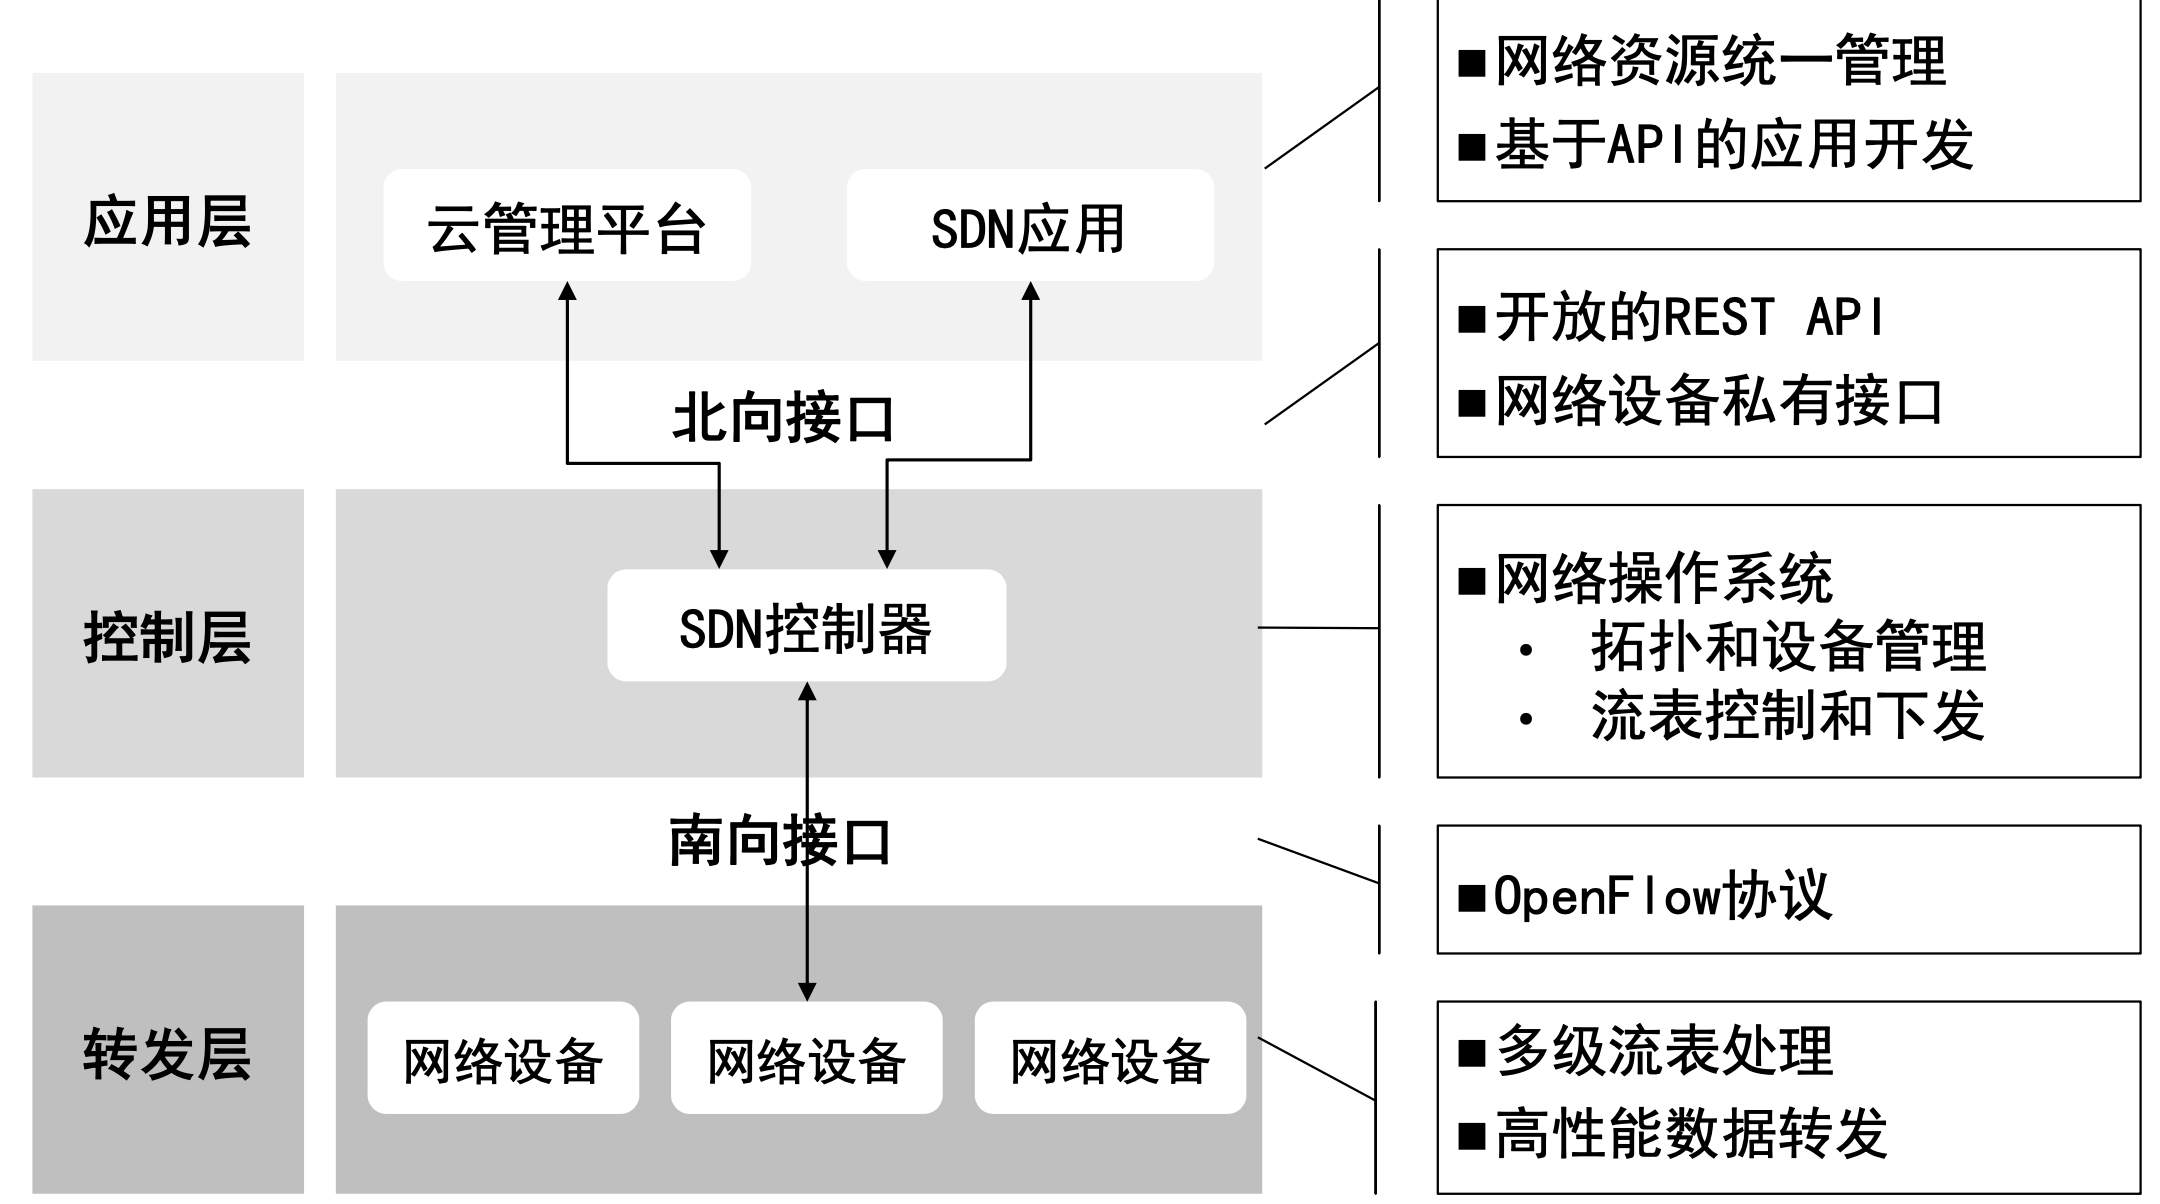 应用层
云管理平台
SDN应用
北向接口
控制层
SDN控制器
南向接口
转发层
网络设备
网络设备
网络设备
■网络资源统一管理
■基于API的应用开发
■开放的REST API
■网络设备私有接口
■网络操作系统
• 拓扑和设备管理
• 流表控制和下发
■OpenFlow协议
■多级流表处理
■高性能数据转发